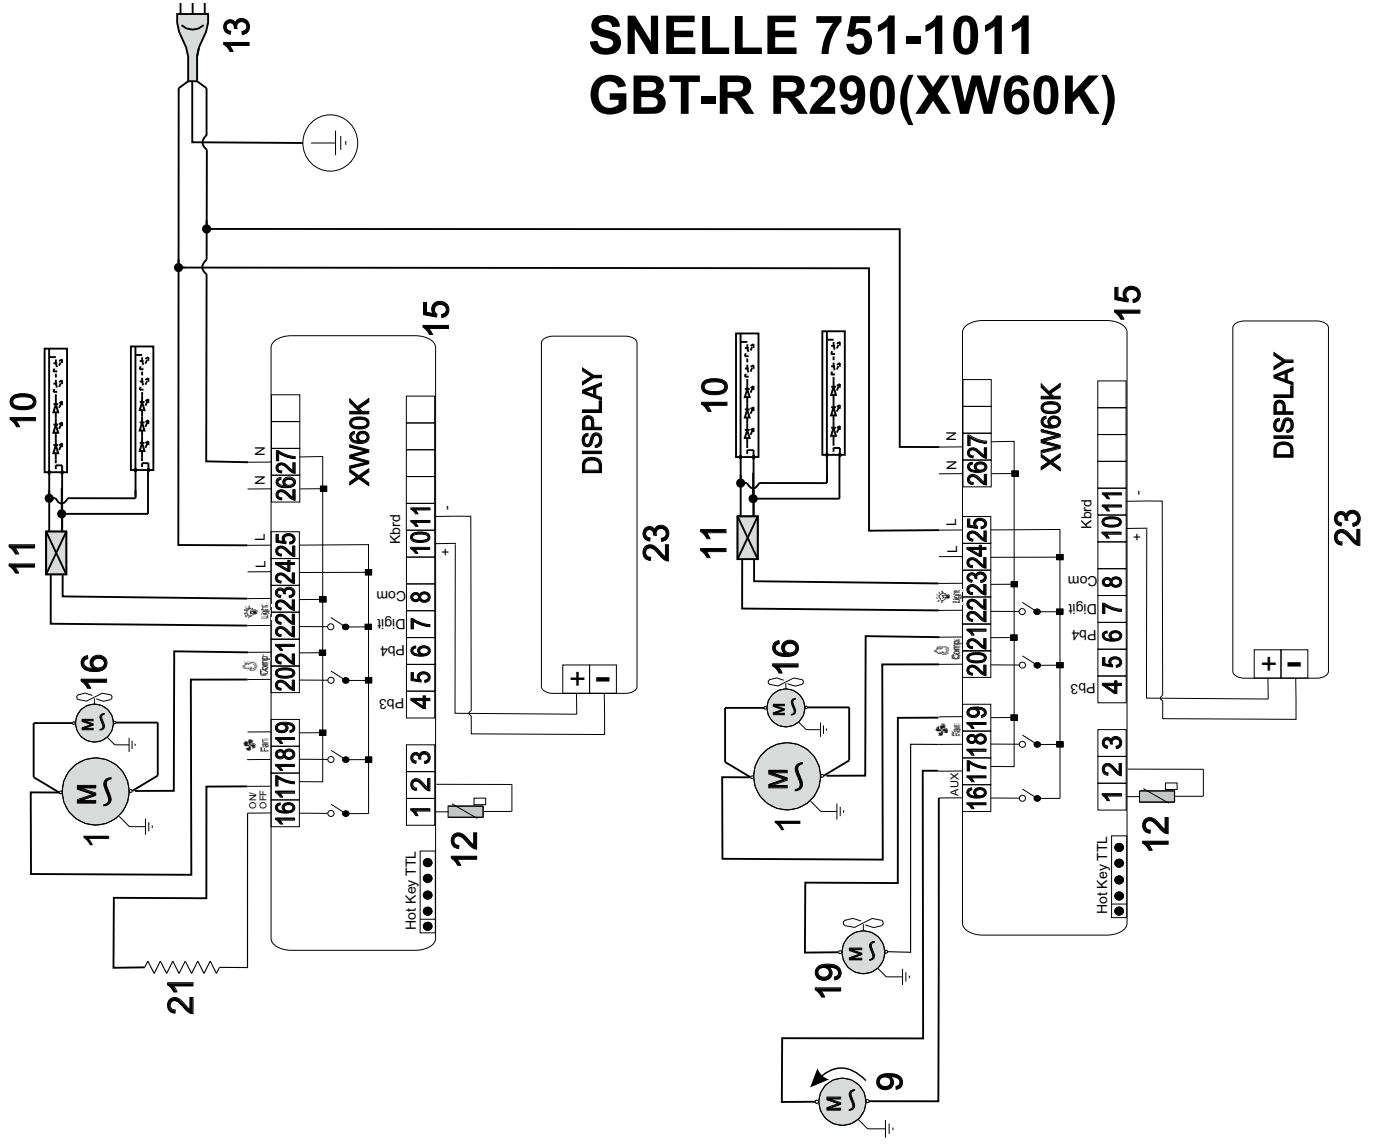 SNELLE 751-1011
GBT-R R290(XW60K)
13
10
11
16
M
M
1
21
N
N
L
L
Light
Comp.
Fan
ON/
OFF
27
26
25
24
23
22
21
20
19
18
17
16
XW60K
15
Kbrd
- 
+
11
10
Com
8
Digit
7
Pb4
6
5
Pb3
4
3
2
1
Hot Key TTL
12
DISPLAY
+
-
23
10
11
16
M
M
1
19
M
9
M
N
N
L
L
Light
Comp.
Fan
AUX
27
26
25
24
23
22
21
20
19
18
17
16
XW60K
15
Kbrd
-
+
11
10
Com
8
Digit
7
Pb4
6
5
Pb3
4
3
2
1
Hot Key TTL
12
DISPLAY
+
-
23